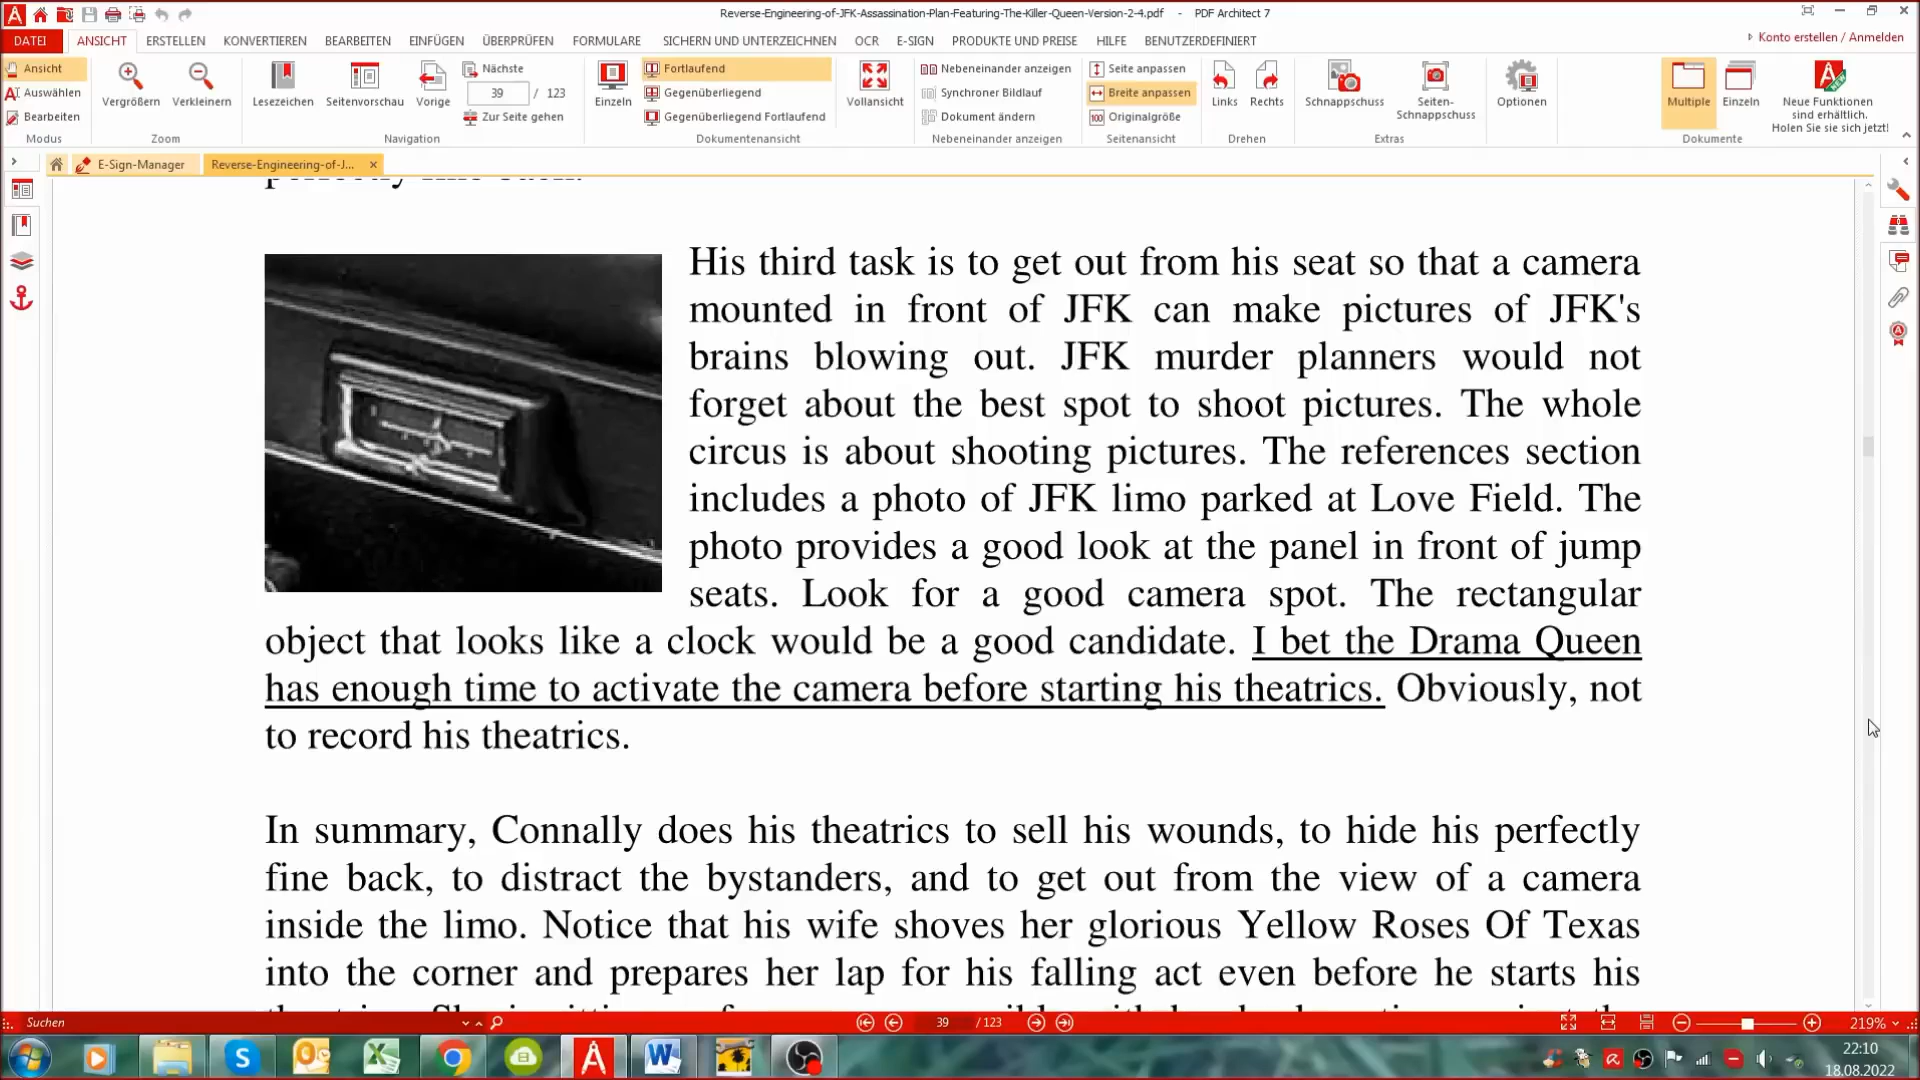 Reverse-Engineering-of-JFK-Assassination-Plan-Featuring-The-Killer-Queen-Version-2-4.pdf - PDF Architect 7
DATEI ANSICHT ERSTELLEN KONVERTIEREN BEARBEITEN EINFÜGEN ÜBERPRÜFEN FORMULARE SICHERN UND UNTERZEICHNEN OCR E-SIGN PRODUKTE UND PREISE HILFE BENUTZERDEFINIERT Konto erstellen / Anmelden
Ansicht
Auswählen
Bearbeiten
Modus
Vergrößern Verkleinern
Zoom
Lesezeichen Seitenvorschau Vorige
Nächste
39 / 123
Zur Seite gehen
Navigation
Einzeln
Fortlaufend
Gegenüberliegend
Gegenüberliegend Fortlaufend
Dokumentansicht
Vollansicht
Nebeneinander anzeigen
Synchroner Bildlauf
Dokument ändern
Nebeneinander anzeigen
Seite anpassen
Breite anpassen
100 Originalgröße
Seitenansicht
Links Rechts
Drehen
Schnappschuss
Seiten-
Schnappschuss
Extras
Optionen
Multiple Einzeln
Dokumente
NEW
Neue Funktionen
sind erhältlich.
Holen Sie sie sich jetzt!
E-Sign-Manager
Reverse-Engineering-of-J...
His third task is to get out from his seat so that a camera
mounted in front of JFK can make pictures of JFK's
brains blowing out. JFK murder planners would not
forget about the best spot to shoot pictures. The whole
circus is about shooting pictures. The references section
includes a photo of JFK limo parked at Love Field. The
photo provides a good look at the panel in front of jump
seats. Look for a good camera spot. The rectangular
object that looks like a clock would be a good candidate. I bet the Drama Queen
has enough time to activate the camera before starting his theatrics. Obviously, not
to record his theatrics.
In summary, Connally does his theatrics to sell his wounds, to hide his perfectly
fine back, to distract the bystanders, and to get out from the view of a camera
inside the limo. Notice that his wife shoves her glorious Yellow Roses Of Texas
into the corner and prepares her lap for his falling act even before he starts his
Suchen
39 / 123
219%
22:10
18.08.2022